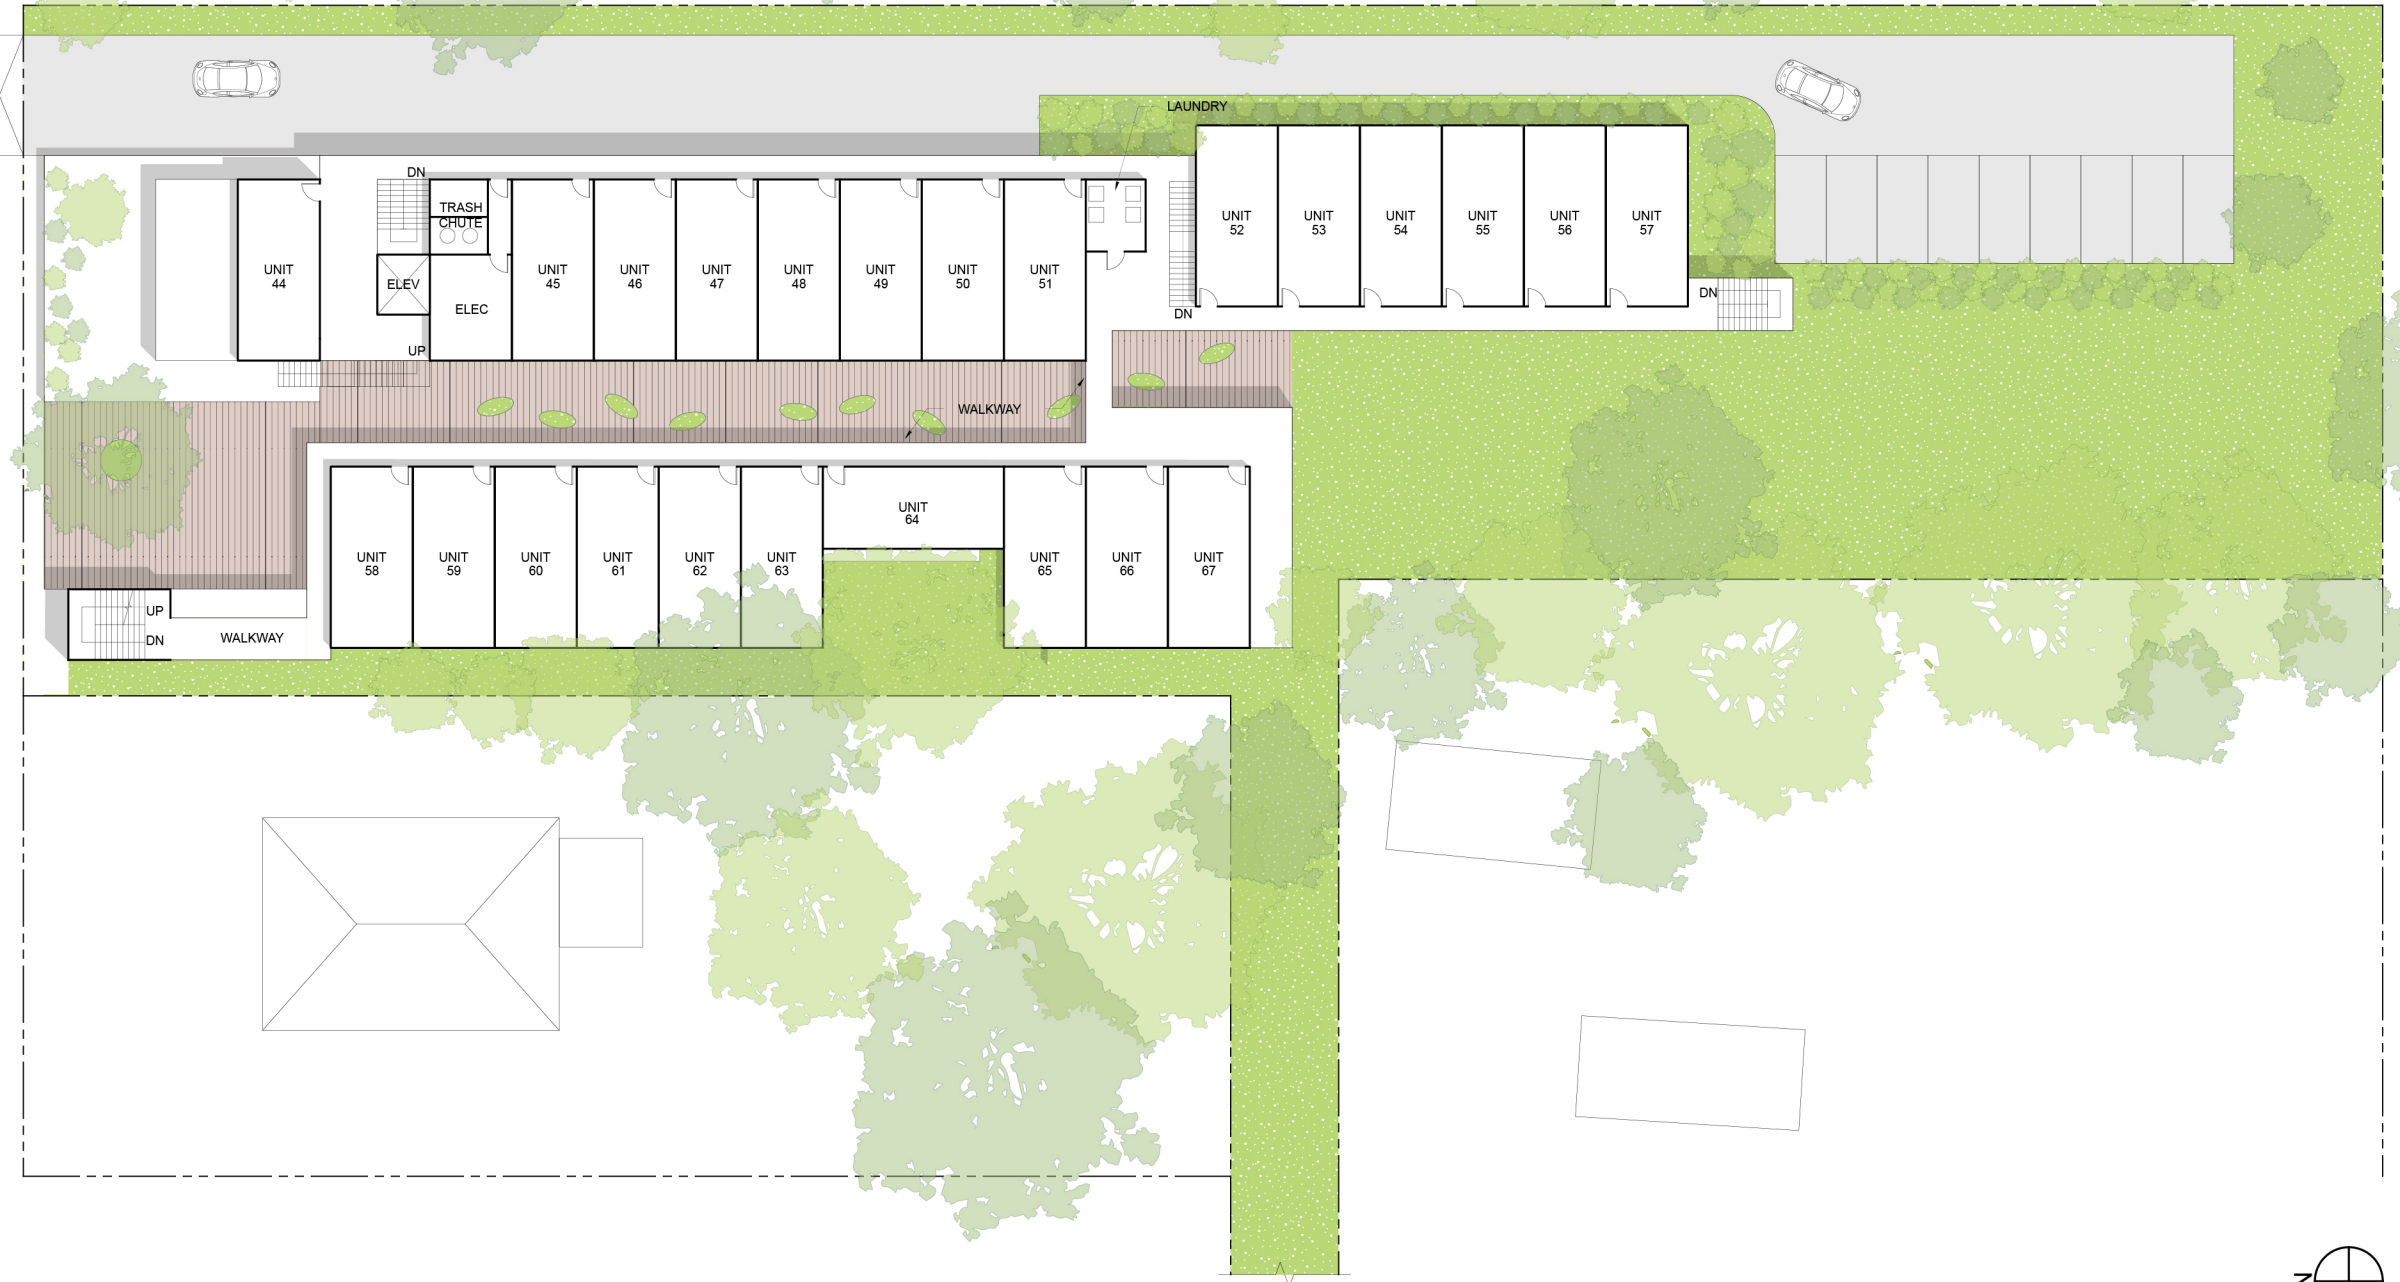 LAUNDRY
DN
TRASH
CHUTE
UNIT
44
ELEV
ELEC
UP
UNIT
45
UNIT
46
UNIT
47
UNIT
48
UNIT
49
UNIT
50
UNIT
51
UNIT
52
UNIT
53
UNIT
54
UNIT
55
UNIT
56
UNIT
57
DN
DN
WALKWAY
UNIT
58
UNIT
59
UNIT
60
UNIT
61
UNIT
62
UNIT
63
UNIT
64
UNIT
65
UNIT
66
UNIT
67
UP
DN
WALKWAY
N